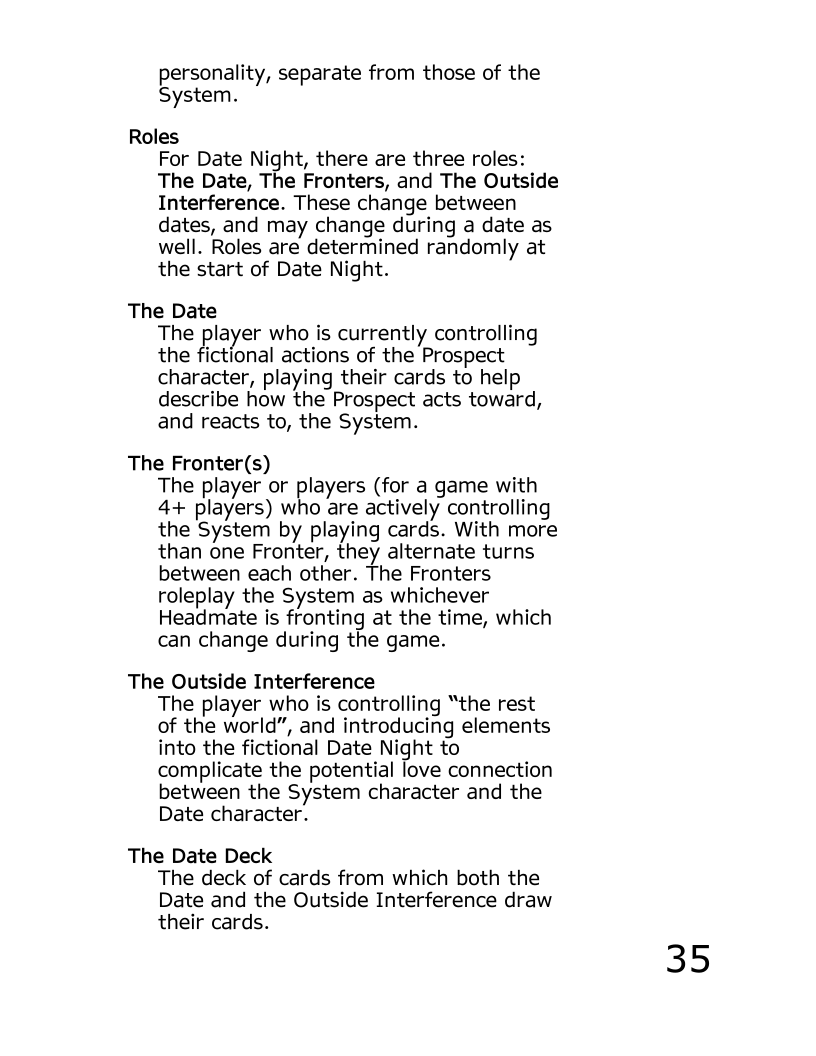 personality, separate from those of the
System.
Roles
For Date Night, there are three roles:
The Date, The Fronters, and The Outside
Interference. These change between
dates, and may change during a date as
well. Roles are determined randomly at
the start of Date Night.
The Date
The player who is currently controlling
the fictional actions of the Prospect
character, playing their cards to help
describe how the Prospect acts toward,
and reacts to, the System.
The Fronter(s)
The player or players (for a game with
4+ players) who are actively controlling
the System by playing cards. With more
than one Fronter, they alternate turns
between each other. The Fronters
roleplay the System as whichever
Headmate is fronting at the time, which
can change during the game.
The Outside Interference
The player who is controlling “the rest
of the world”, and introducing elements
into the fictional Date Night to
complicate the potential love connection
between the System character and the
Date character.
The Date Deck
The deck of cards from which both the
Date and the Outside Interference draw
their cards.
35